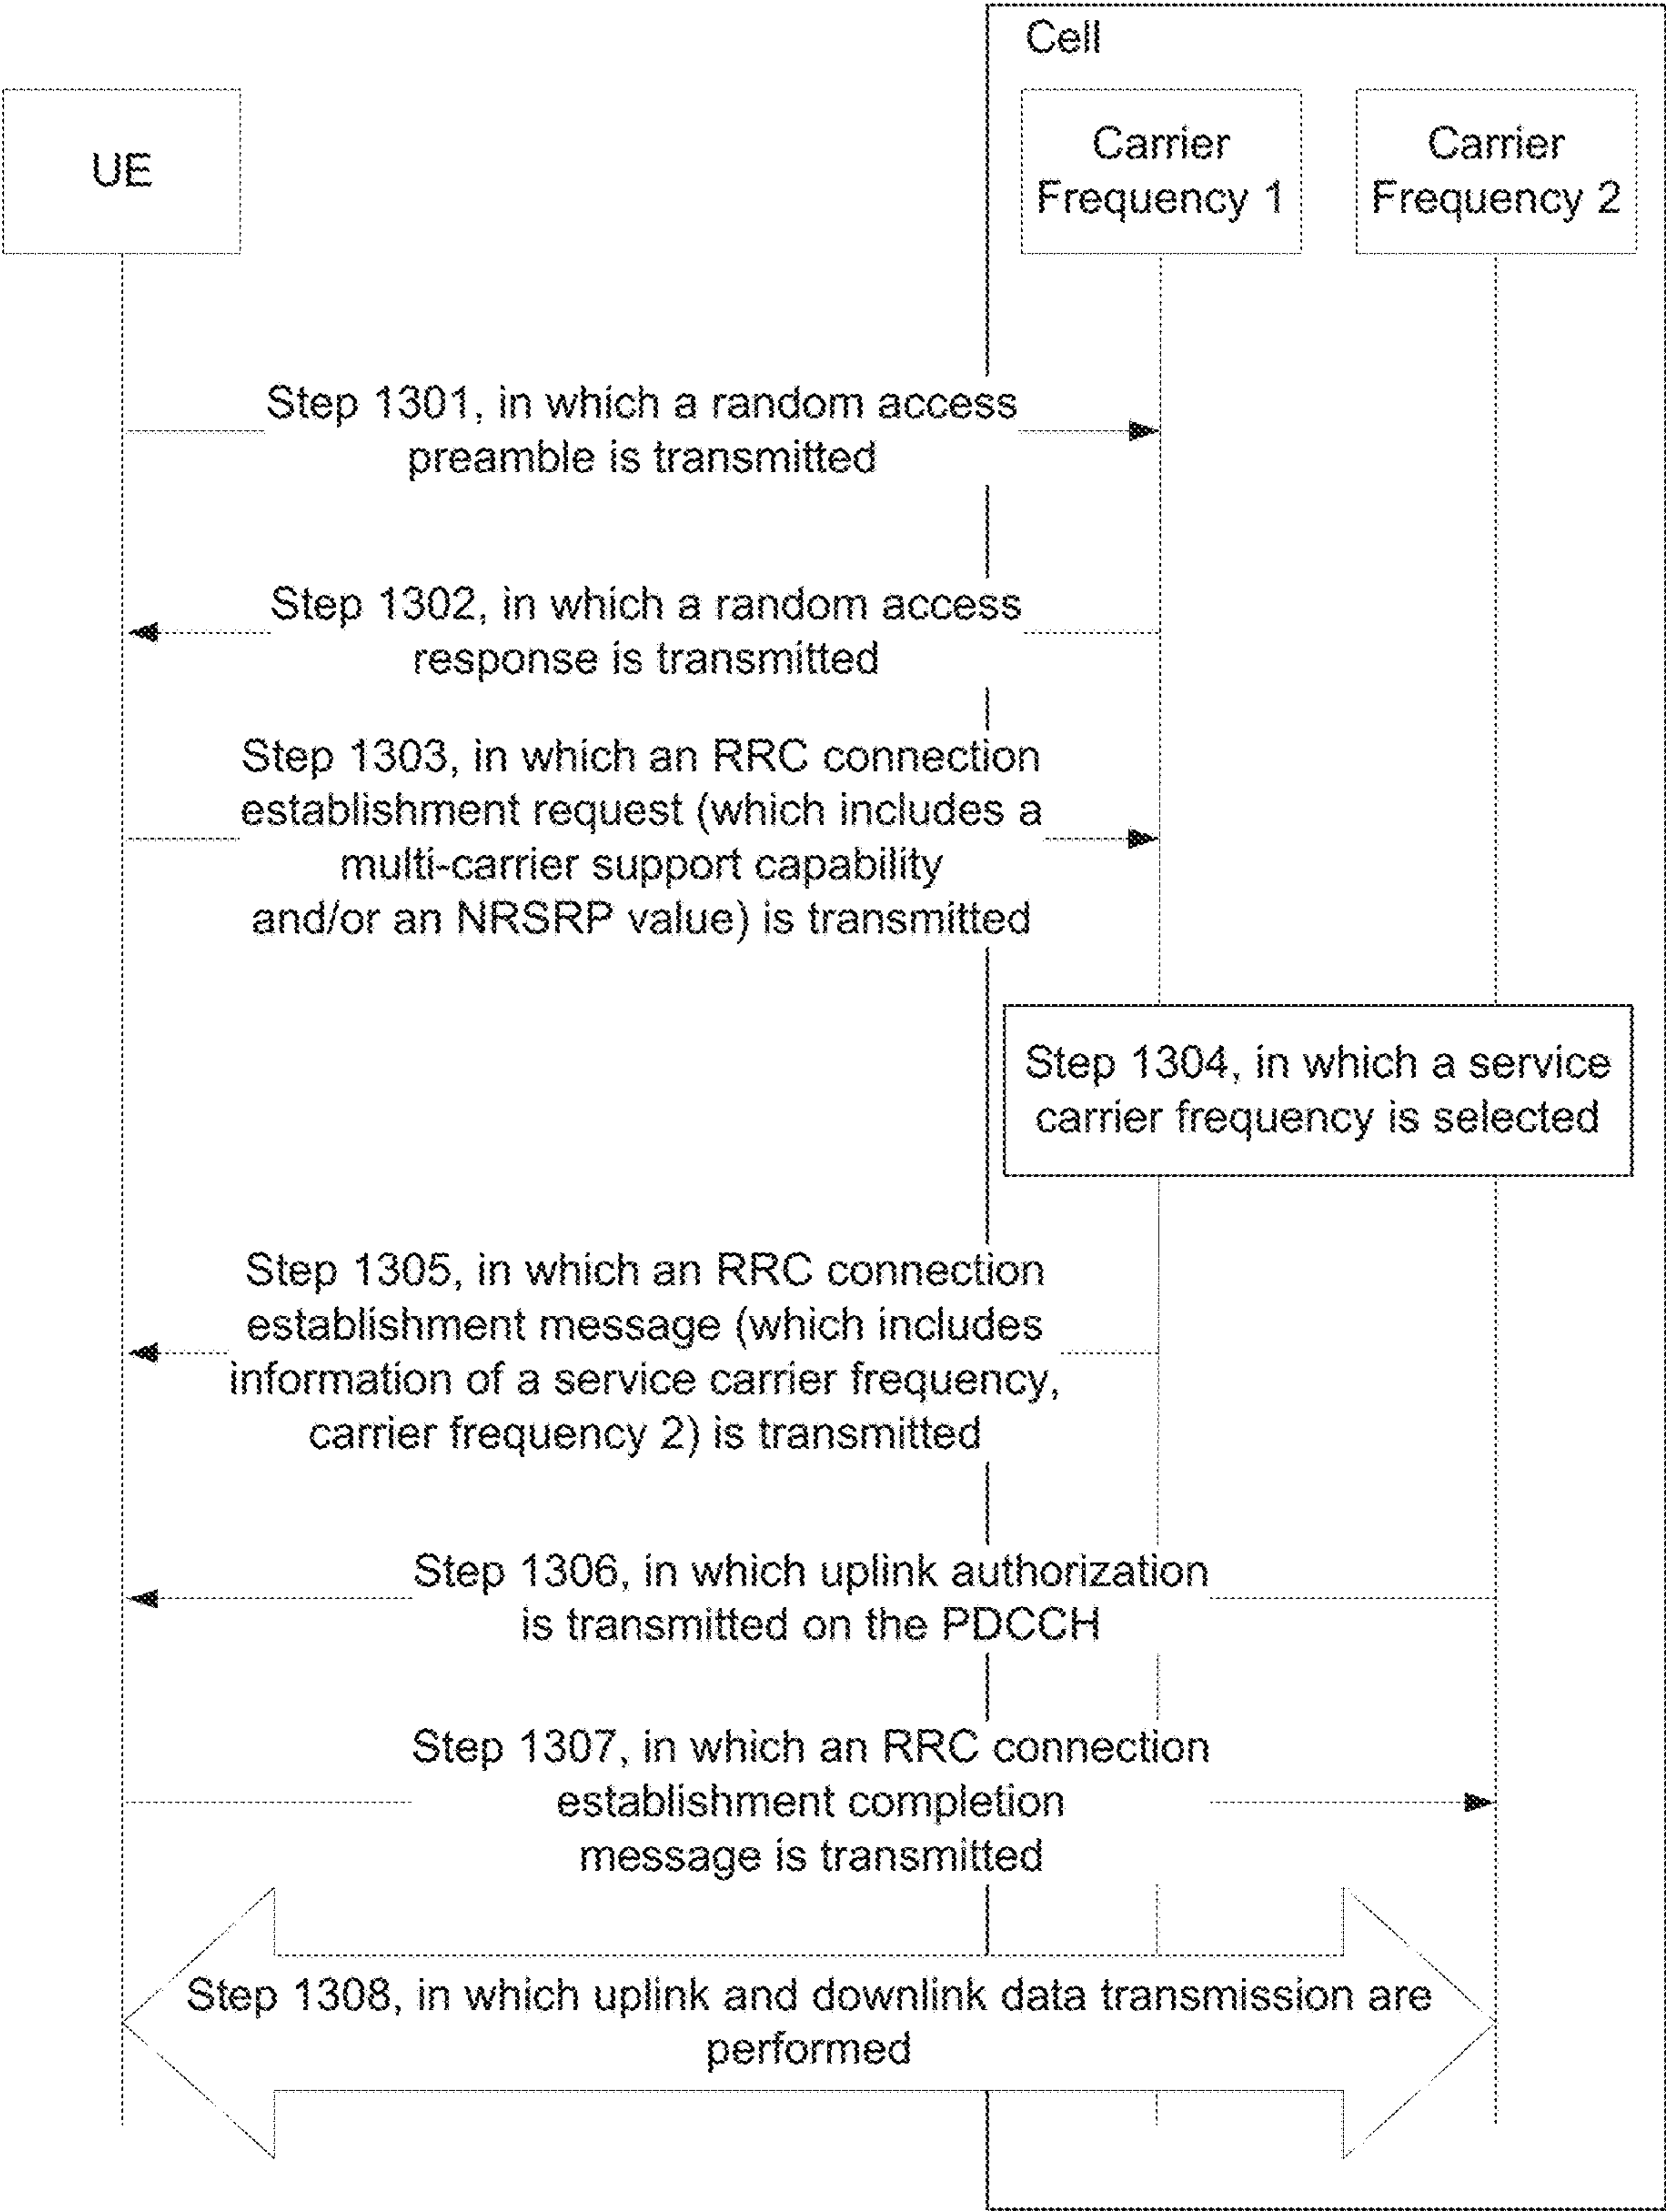 Cell
UE
Carrier
Frequency 1
Carrier
Frequency 2
Step 1301, in which a random access
preamble is transmitted
Step 1302, in which a random access
response is transmitted
Step 1303, in which an RRC connection
establishment request (which includes a
multi-carrier support capability
and/or an NRSRP value) is transmitted
Step 1304, in which a service
carrier frequency is selected
Step 1305, in which an RRC connection
establishment message (which includes
information of a service carrier frequency,
carrier frequency 2) is transmitted
Step 1306, in which uplink authorization
is transmitted on the PDCCH
Step 1307, in which an RRC connection
establishment completion
message is transmitted
Step 1308, in which uplink and downlink data transmission are
performed